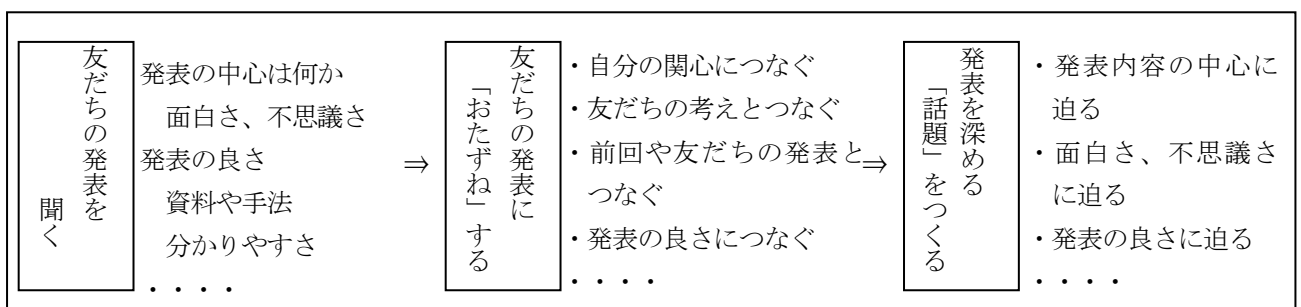 友だちの発表を
聞く
発表の中心は何か
面白さ、不思議さ
発表の良さ
資料や手法
分かりやすさ
・・・・
⇒
友だちの発表に
「おたずね」する
・自分の関心につなぐ
・友だちの考えとつなぐ
・前回や友だちの発表と
つなぐ
・発表の良さにつなぐ
・・・・
⇒
発表を深める
「話題」をつくる
・発表内容の中心に
迫る
・面白さ、不思議さ
に迫る
・発表の良さに迫る
・・・・